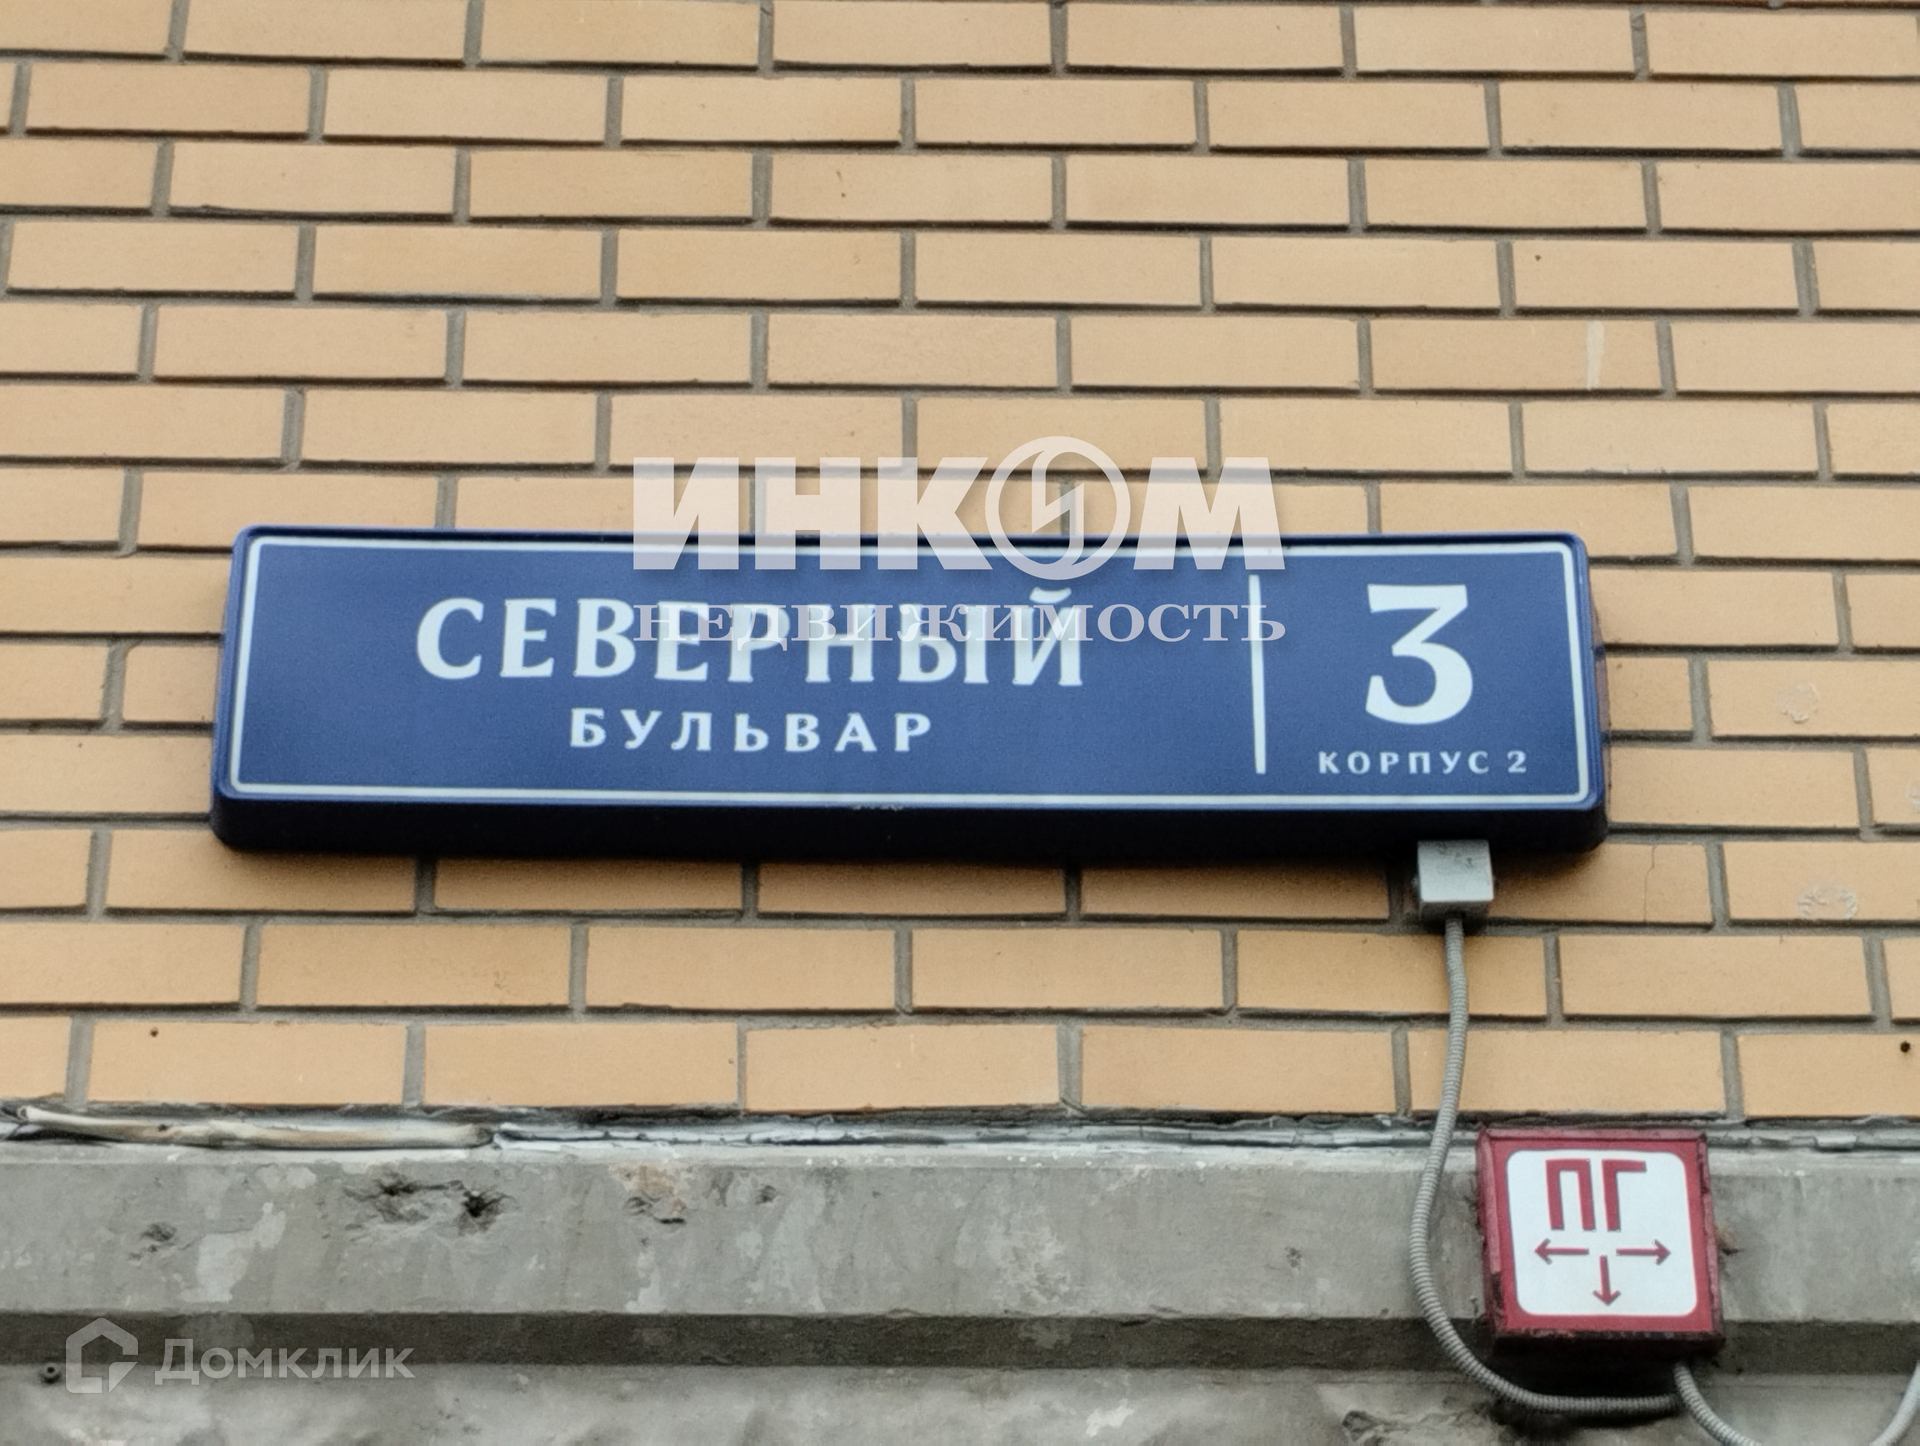 ИНКОМ
НЕДВИЖИМОСТЬ
СЕВЕРНЫЙ
БУЛЬВАР
3
КОРПУС 2
ПГ
Домклик